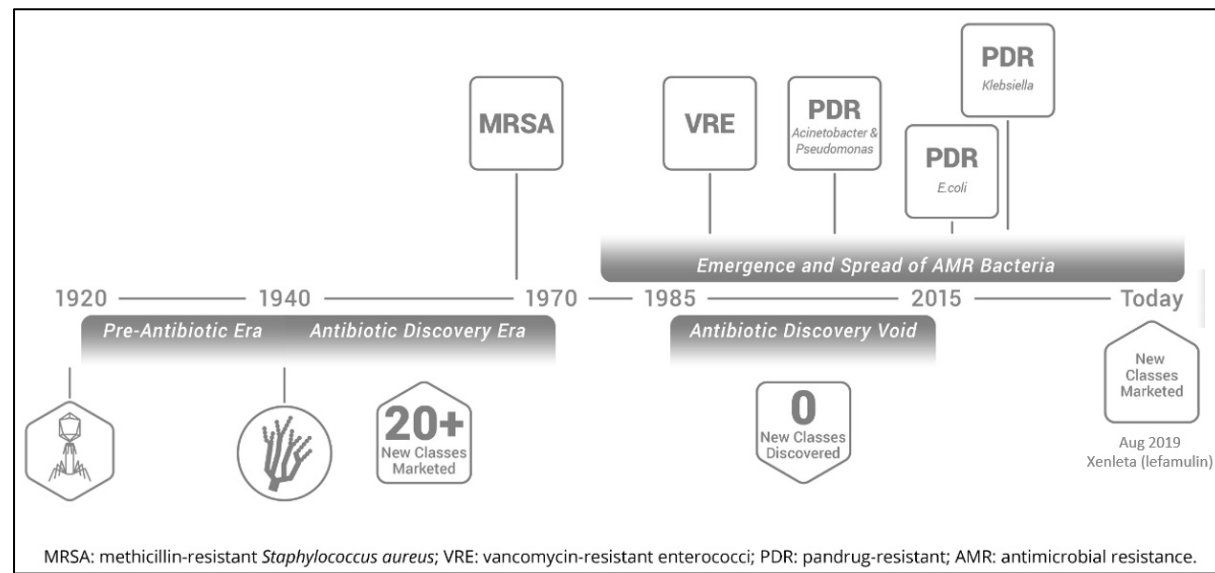 MRSA
VRE
PDR
Acinetobacter &
Pseudomonas
PDR
E.coli
PDR
Klebsiella
Emergence and Spread of AMR Bacteria
1920
1940
1970
1985
2015
Today
Pre-Antibiotic Era
Antibiotic Discovery Era
Antibiotic Discovery Void
20+
New Classes
Marketed
0
New Classes
Discovered
New
Classes
Marketed
Aug 2019
Xenleta (lefamulin)
MRSA: methicillin-resistant Staphylococcus aureus; VRE: vancomycin-resistant enterococci; PDR: pandrug-resistant; AMR: antimicrobial resistance.